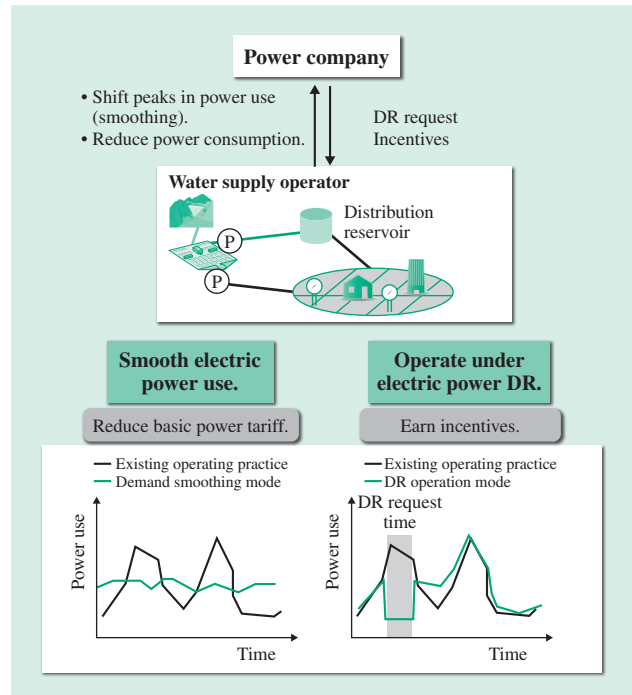 Power company
• Shift peaks in power use
(smoothing).
• Reduce power consumption.
DR request
Incentives
Water supply operator
Distribution
reservoir
P
P
Smooth electric
power use.
Reduce basic power tariff.
Existing operating practice
Demand smoothing mode
Power use
Time
Operate under
electric power DR.
Earn incentives.
Existing operating practice
DR operation mode
DR request
time
Power use
Time